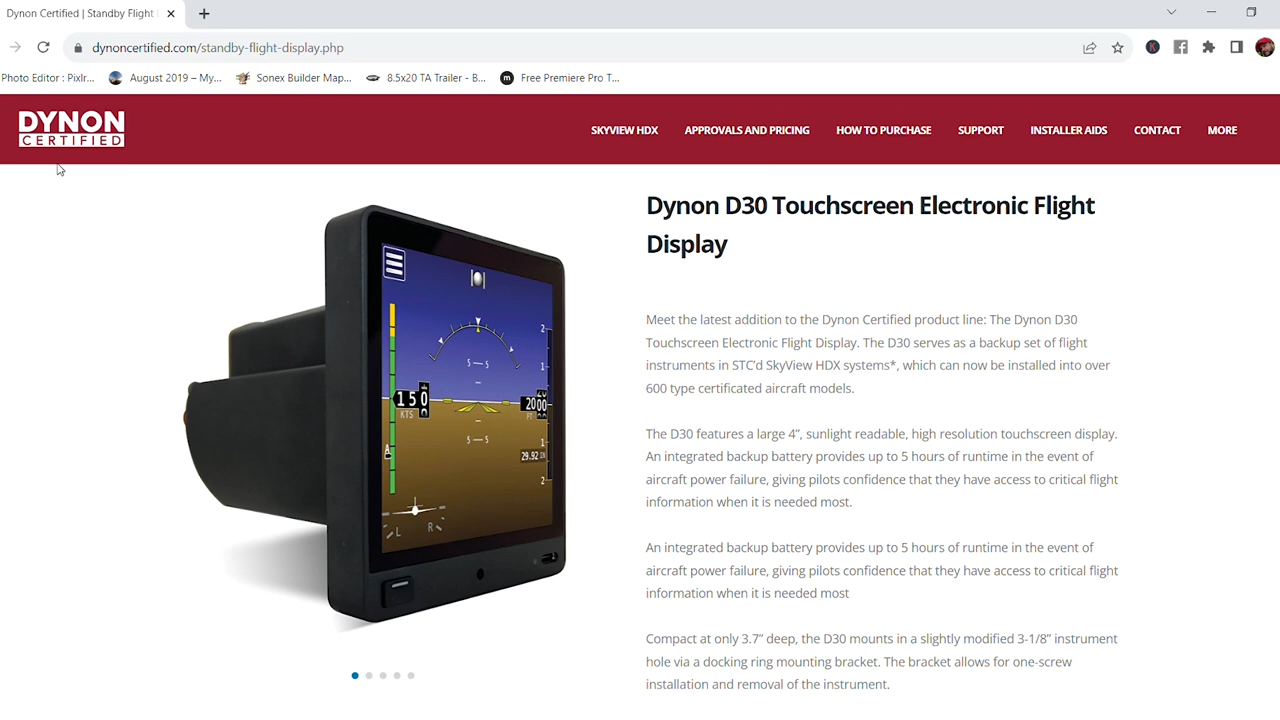 Dynon Certified | Standby Flight
dynoncertified.com/standby-flight-display.php
Photo Editor : Pixlr...
August 2019 – My...
Sonex Builder Map...
8.5x20 TA Trailer - B...
Free Premiere Pro T...
DYNON
CERTIFIED
SKYVIEW HDX
APPROVALS AND PRICING
HOW TO PURCHASE
SUPPORT
INSTALLER AIDS
CONTACT
MORE
Dynon D30 Touchscreen Electronic Flight
Display
Meet the latest addition to the Dynon Certified product line: The Dynon D30
Touchscreen Electronic Flight Display. The D30 serves as a backup set of flight
instruments in STC’d SkyView HDX systems*, which can now be installed into over
600 type certificated aircraft models.
The D30 features a large 4”, sunlight readable, high resolution touchscreen display.
An integrated backup battery provides up to 5 hours of runtime in the event of
aircraft power failure, giving pilots confidence that they have access to critical flight
information when it is needed most.
An integrated backup battery provides up to 5 hours of runtime in the event of
aircraft power failure, giving pilots confidence that they have access to critical flight
information when it is needed most
Compact at only 3.7” deep, the D30 mounts in a slightly modified 3-1/8” instrument
hole via a docking ring mounting bracket. The bracket allows for one-screw
installation and removal of the instrument.
2
5 5
1
150
KTS
FT
5 5
1
A
29.92 IN
2
L R